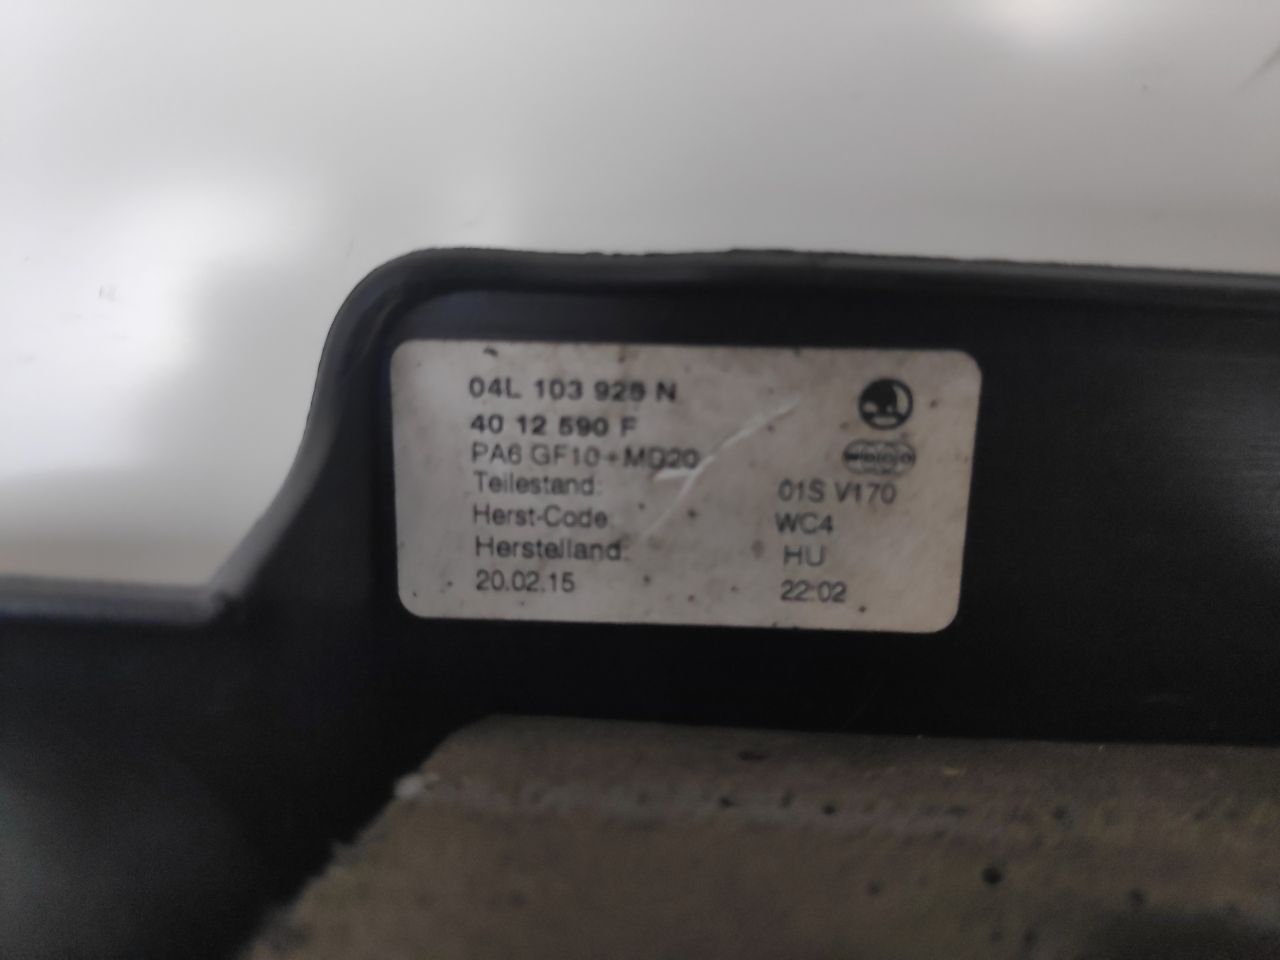 04L 103 925 N
40 12 590 F
PA6 GF10+MD20
Teilestand: 01S V170
Herst-Code: WC4
Herstelland: HU
20.02.15 22:02